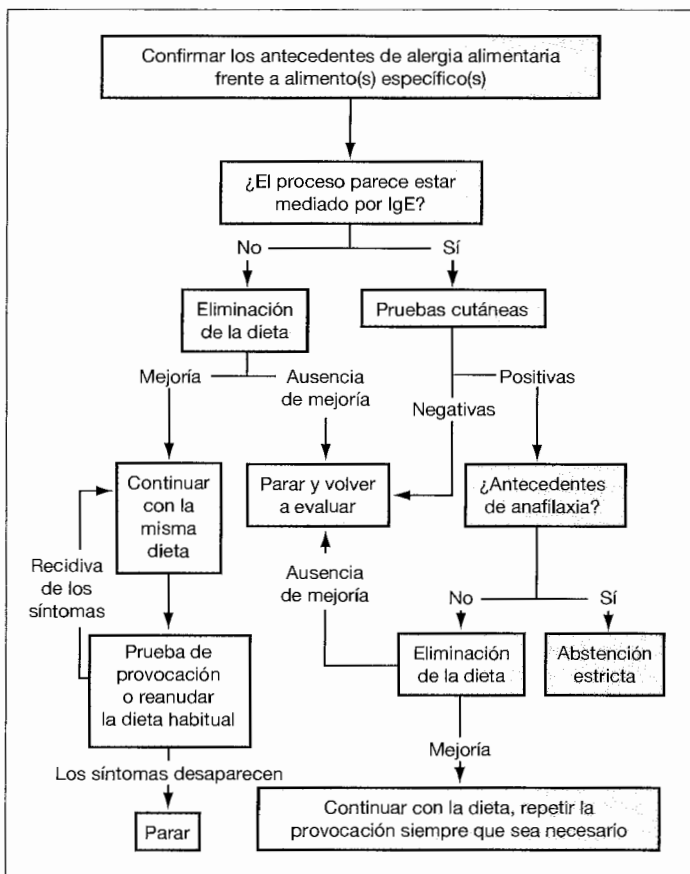 Confirmar los antecedentes de alergia alimentaria
frente a alimento(s) específico(s)
¿El proceso parece estar
mediado por IgE?
No
Sí
Eliminación
de la dieta
Pruebas cutáneas
Mejoría
Ausencia
de mejoría
Positivas
Negativas
Continuar
con la
misma
dieta
Parar y volver
a evaluar
¿Antecedentes
de anafilaxia?
Recidiva
de los
síntomas
Ausencia
de mejoría
No
Sí
Prueba de
provocación
o reanudar
la dieta habitual
Eliminación
de la dieta
Abstención
estricta
Mejoría
Los síntomas desaparecen
Parar
Continuar con la dieta, repetir la
provocación siempre que sea necesario